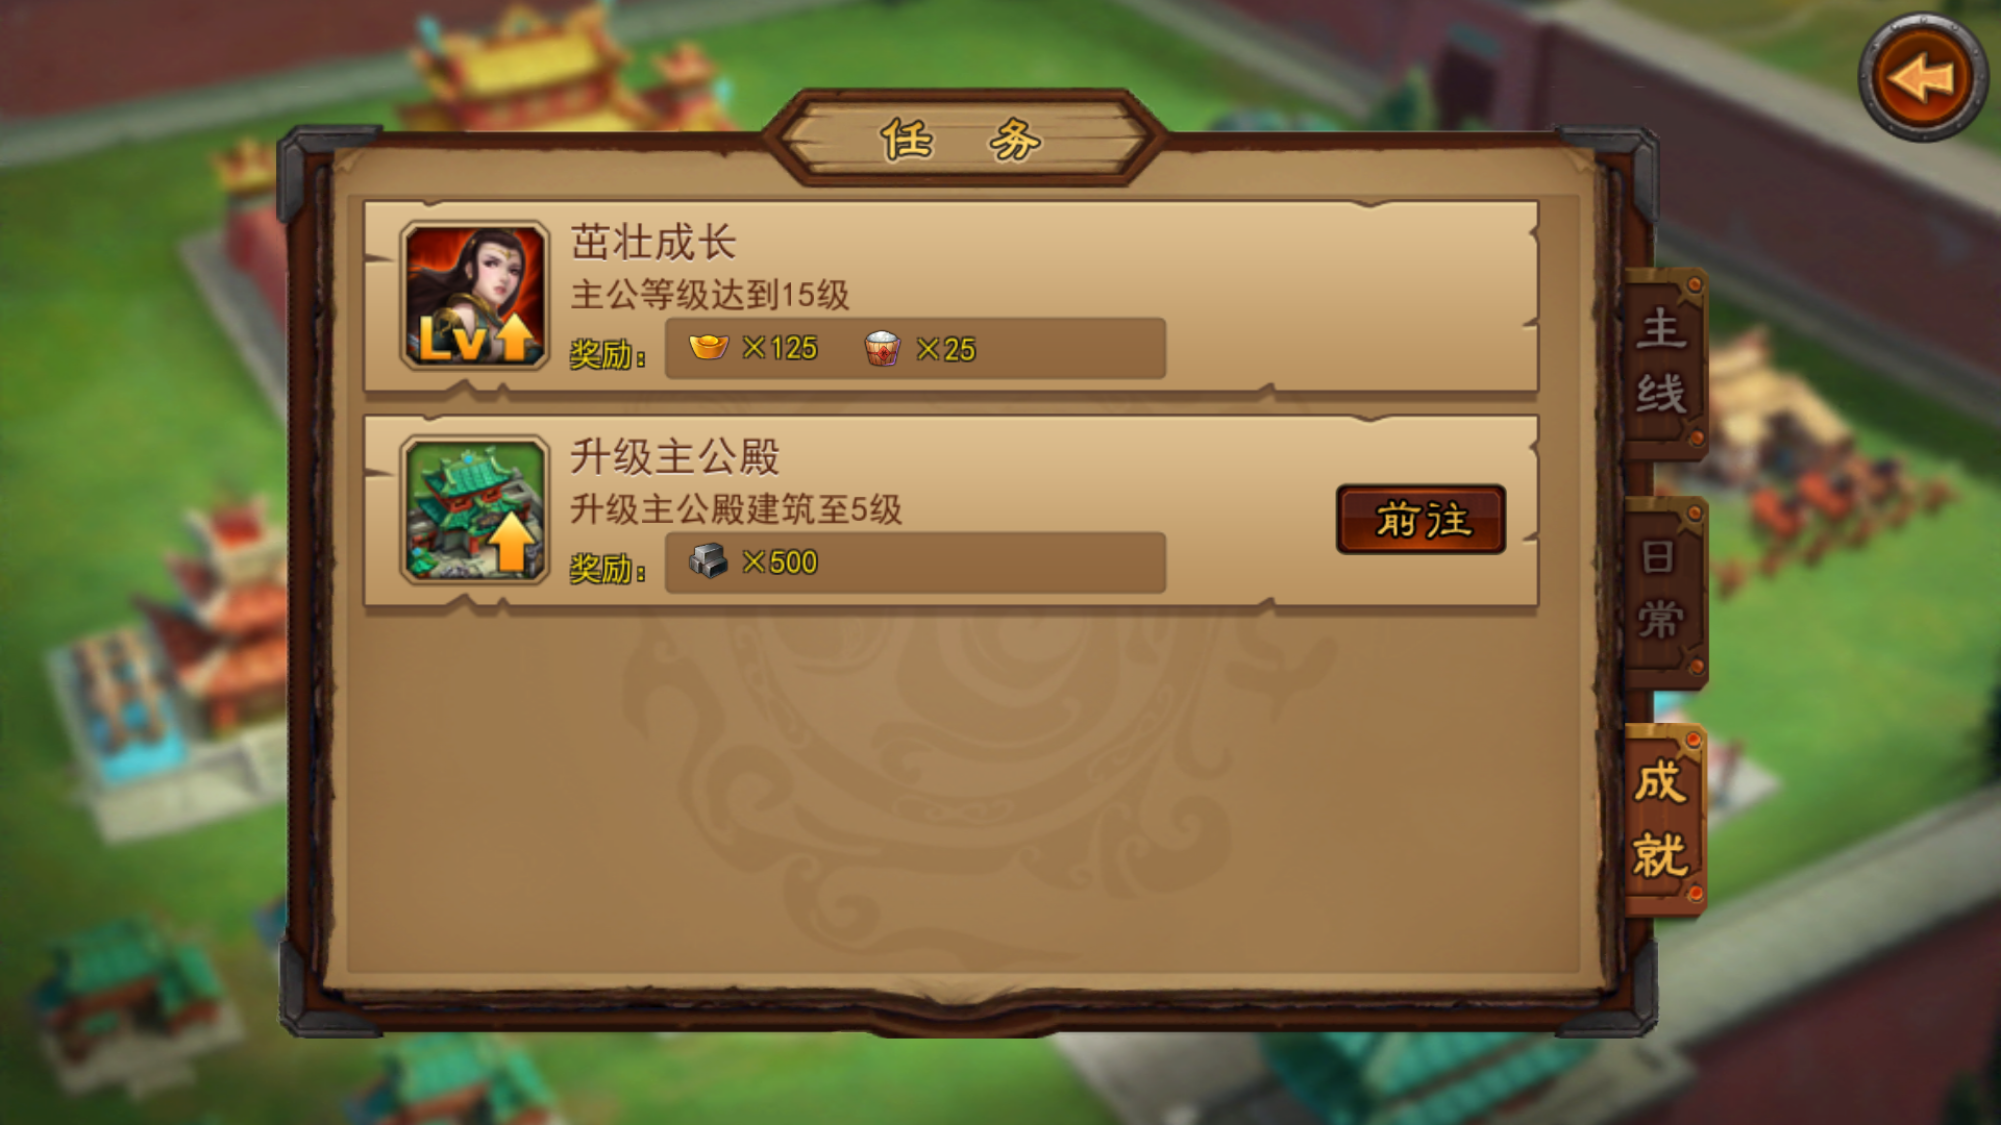 任 务
茁壮成长
主公等级达到15级
Lv
奖励： ×125 ×25
升级主公殿
升级主公殿建筑至5级
奖励： ×500
前往
主线
日常
成就